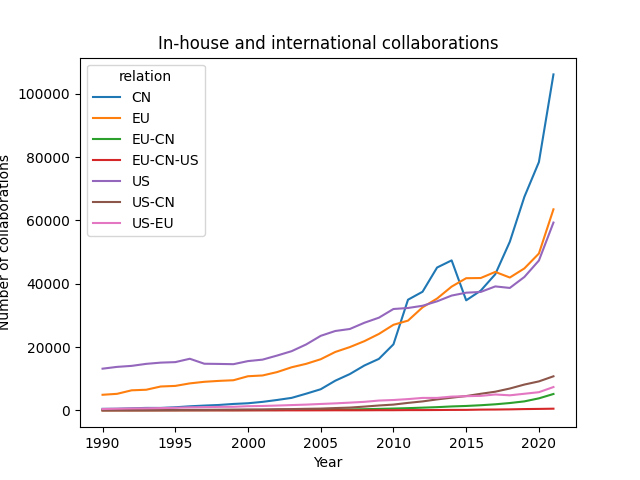 In-house and international collaborations
relation
CN
EU
EU-CN
EU-CN-US
US
US-CN
US-EU
Number of collaborations
100000
80000
60000
40000
20000
0
1990
1995
2000
2005
2010
2015
2020
Year